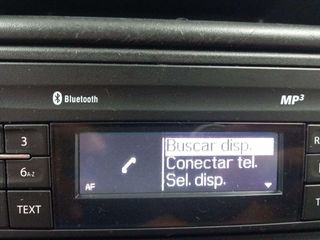 Bluetooth
MP3
3
Buscar disp.
6 A-Z
Conectar tel.
AF
Sel. disp.
TEXT